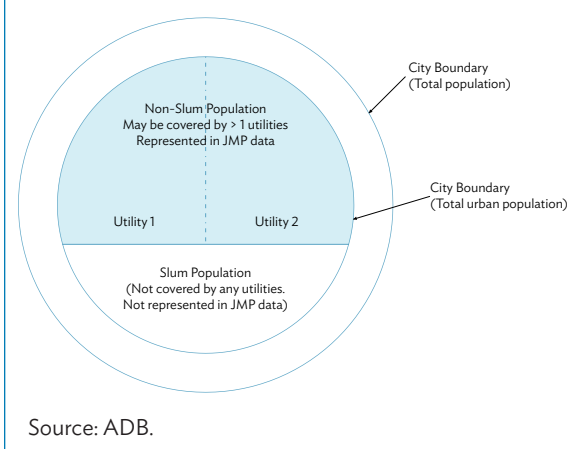 City Boundary
(Total population)
Non-Slum Population
May be covered by > 1 utilities
Represented in JMP data
City Boundary
(Total urban population)
Utility 1
Utility 2
Slum Population
(Not covered by any utilities.
Not represented in JMP data)
Source: ADB.